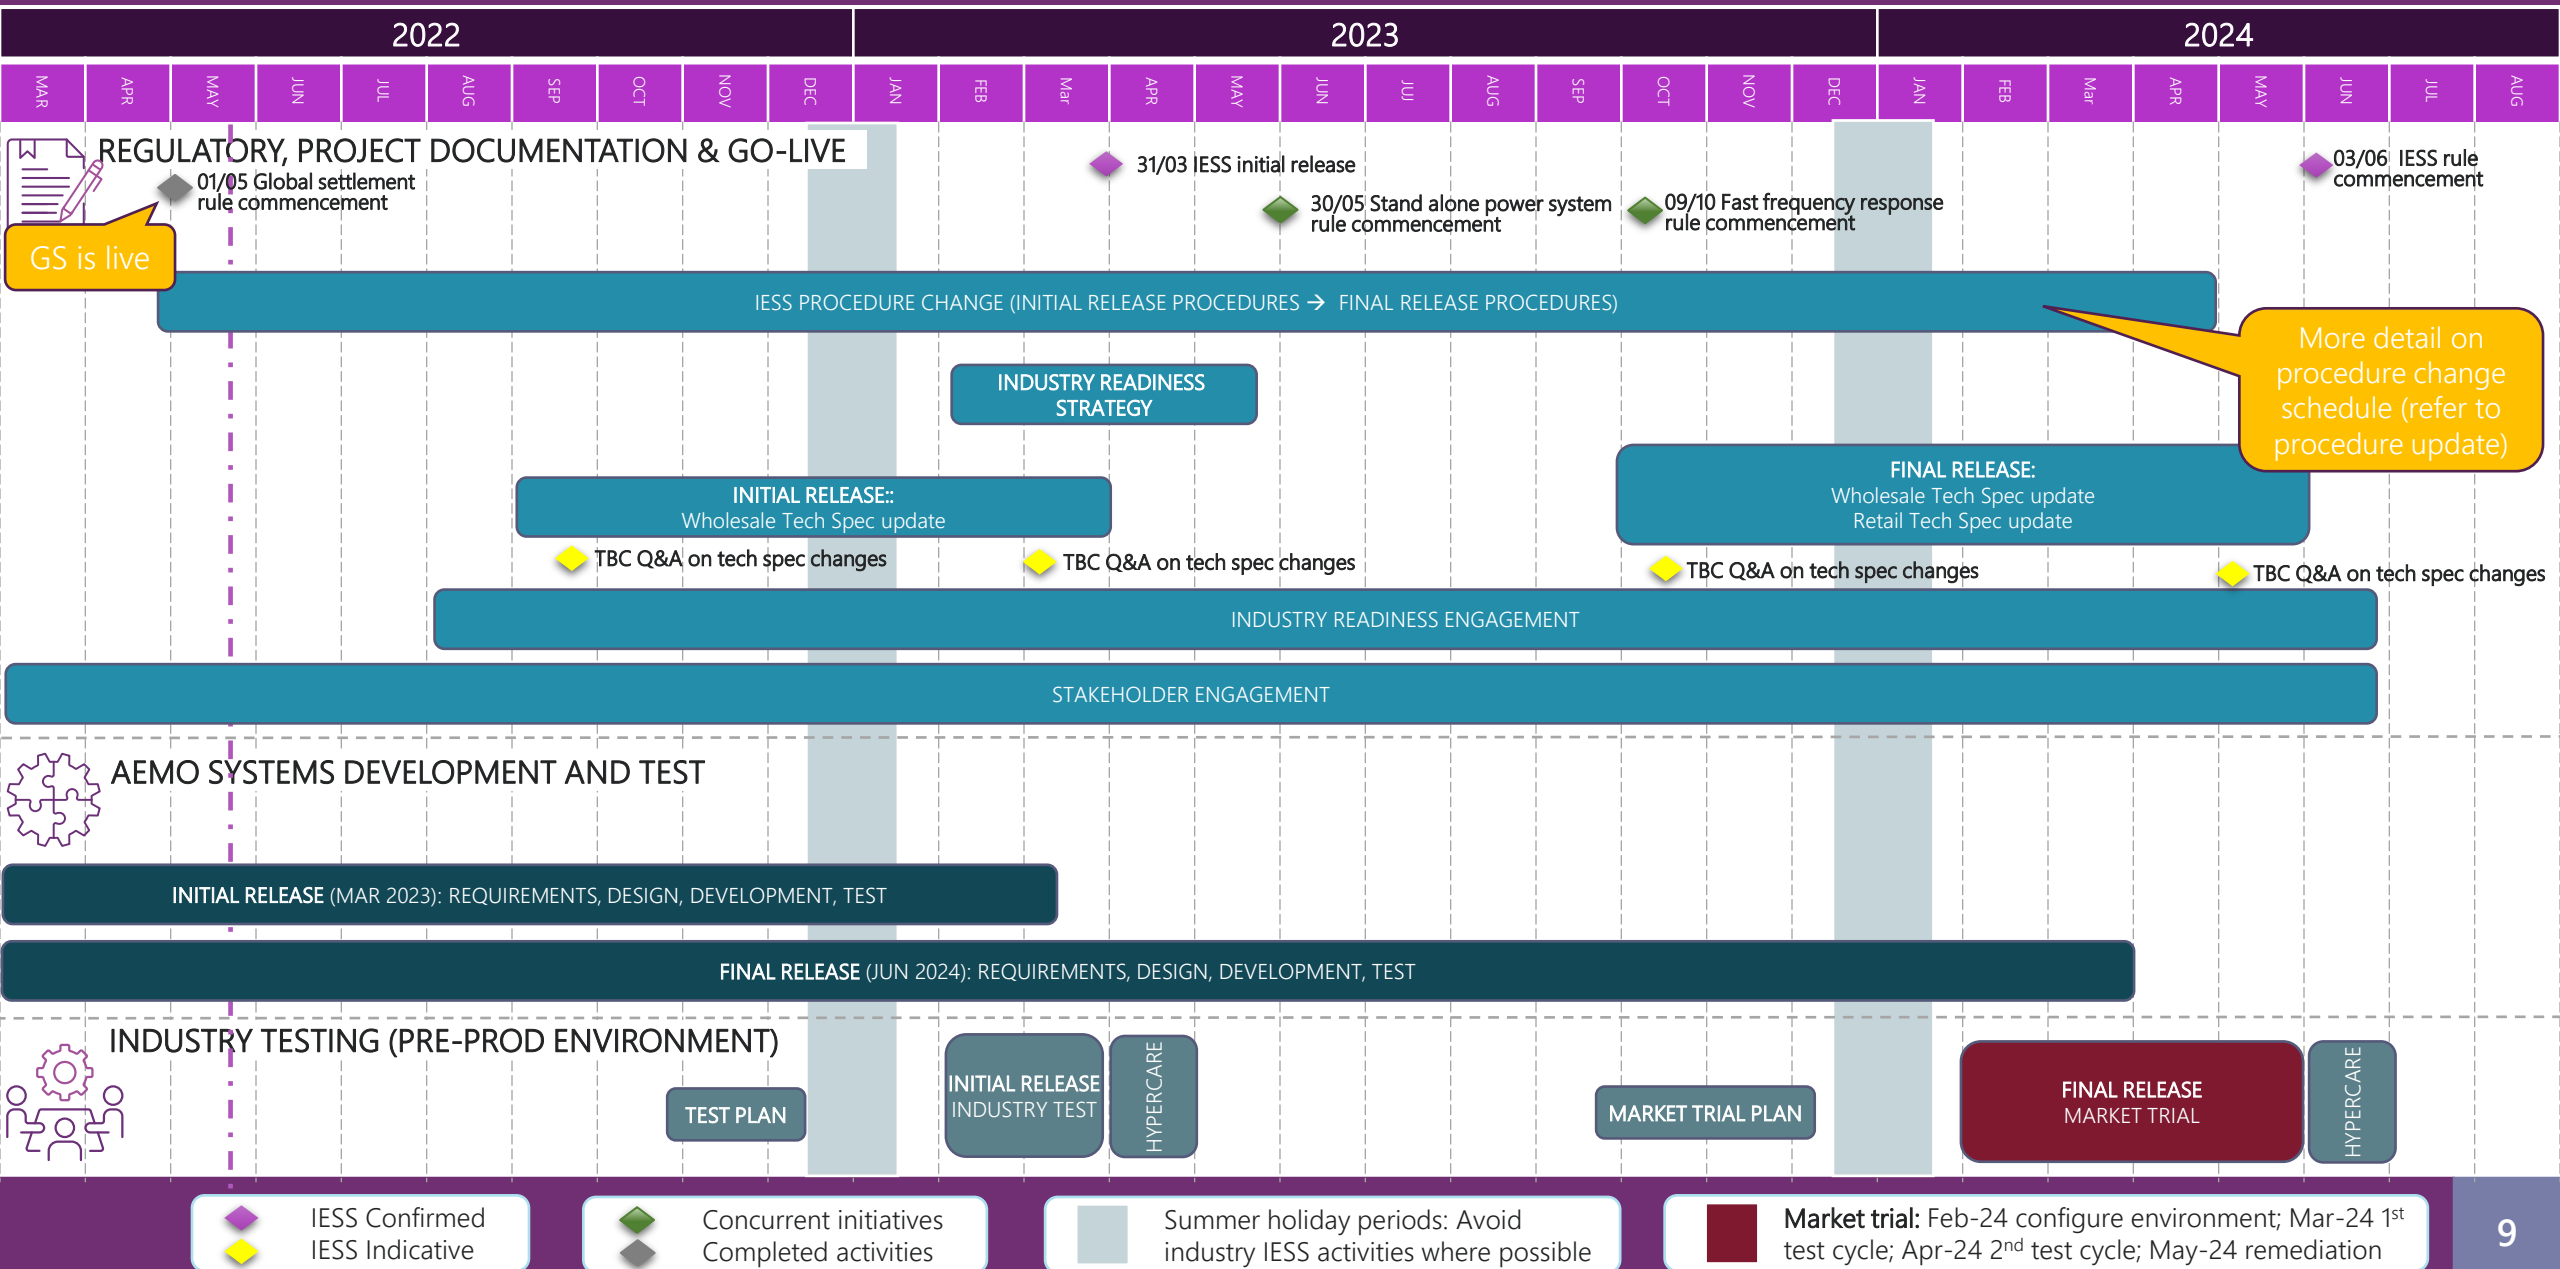 2022
2023
2024
MAR
APR
MAY
JUN
JUL
AUG
SEP
OCT
NOV
DEC
JAN
FEB
Mar
APR
MAY
JUN
JUJ
AUG
SEP
OCT
NOV
DEC
JAN
FEB
Mar
APR
MAY
JUN
JUL
AUG
REGULATORY, PROJECT DOCUMENTATION & GO-LIVE
01/05 Global settlement
rule commencement
31/03 IESS initial release
30/05 Stand alone power system
rule commencement
09/10 Fast frequency response
rule commencement
03/06 IESS rule
commencement
GS is live
IESS PROCEDURE CHANGE (INITIAL RELEASE PROCEDURES → FINAL RELEASE PROCEDURES)
More detail on
procedure change
schedule (refer to
procedure update)
INDUSTRY READINESS
STRATEGY
INITIAL RELEASE::
Wholesale Tech Spec update
FINAL RELEASE:
Wholesale Tech Spec update
Retail Tech Spec update
TBC Q&A on tech spec changes
TBC Q&A on tech spec changes
TBC Q&A on tech spec changes
TBC Q&A on tech spec changes
INDUSTRY READINESS ENGAGEMENT
STAKEHOLDER ENGAGEMENT
AEMO SYSTEMS DEVELOPMENT AND TEST
INITIAL RELEASE (MAR 2023): REQUIREMENTS, DESIGN, DEVELOPMENT, TEST
FINAL RELEASE (JUN 2024): REQUIREMENTS, DESIGN, DEVELOPMENT, TEST
INDUSTRY TESTING (PRE-PROD ENVIRONMENT)
TEST PLAN
INITIAL RELEASE
INDUSTRY TEST
HYPERCARE
MARKET TRIAL PLAN
FINAL RELEASE
MARKET TRIAL
HYPERCARE
IESS Confirmed
IESS Indicative
Concurrent initiatives
Completed activities
Summer holiday periods: Avoid
industry IESS activities where possible
Market trial: Feb-24 configure environment; Mar-24 1st
test cycle; Apr-24 2nd test cycle; May-24 remediation
9